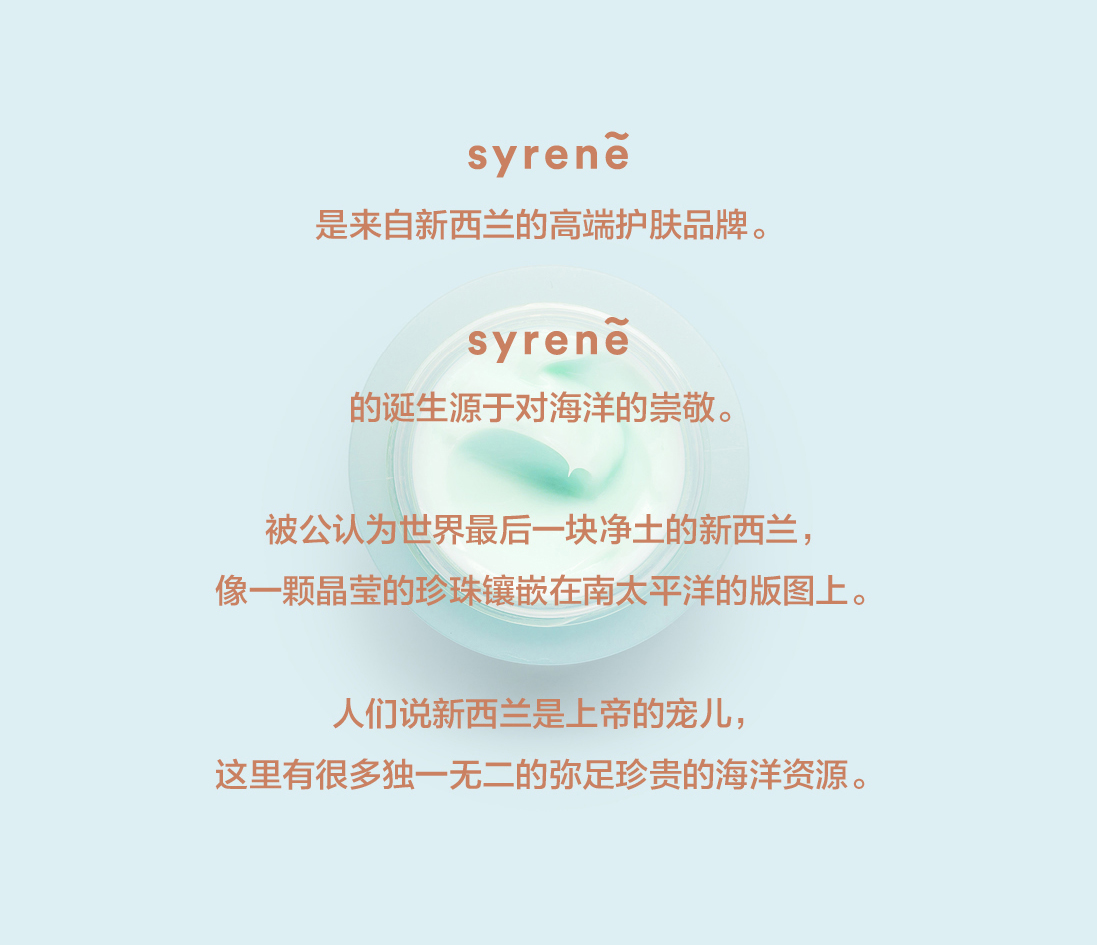 syrenẽ
是来自新西兰的高端护肤品牌。
syrenẽ
的诞生源于对海洋的崇敬。
被公认为世界最后一块净土的新西兰，
像一颗晶莹的珍珠镶嵌在南太平洋的版图上。
人们说新西兰是上帝的宠儿，
这里有很多独一无二的弥足珍贵的海洋资源。